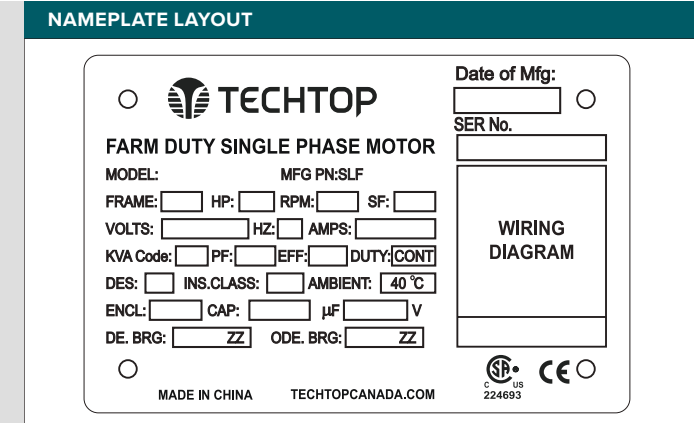 NAMEPLATE LAYOUT
TECHTOP
Date of Mfg:
SER No.
FARM DUTY SINGLE PHASE MOTOR
MODEL: MFG PN:SLF
FRAME: HP: RPM: SF:
VOLTS: HZ: AMPS:
KVA Code: PF: EFF: DUTY: CONT
DES: INS.CLASS: AMBIENT: 40 °C
ENCL: CAP: µF V
DE. BRG: ZZ ODE. BRG: ZZ
WIRING
DIAGRAM
MADE IN CHINA TECHTOPCANADA.COM
SP
C US
224693
CE